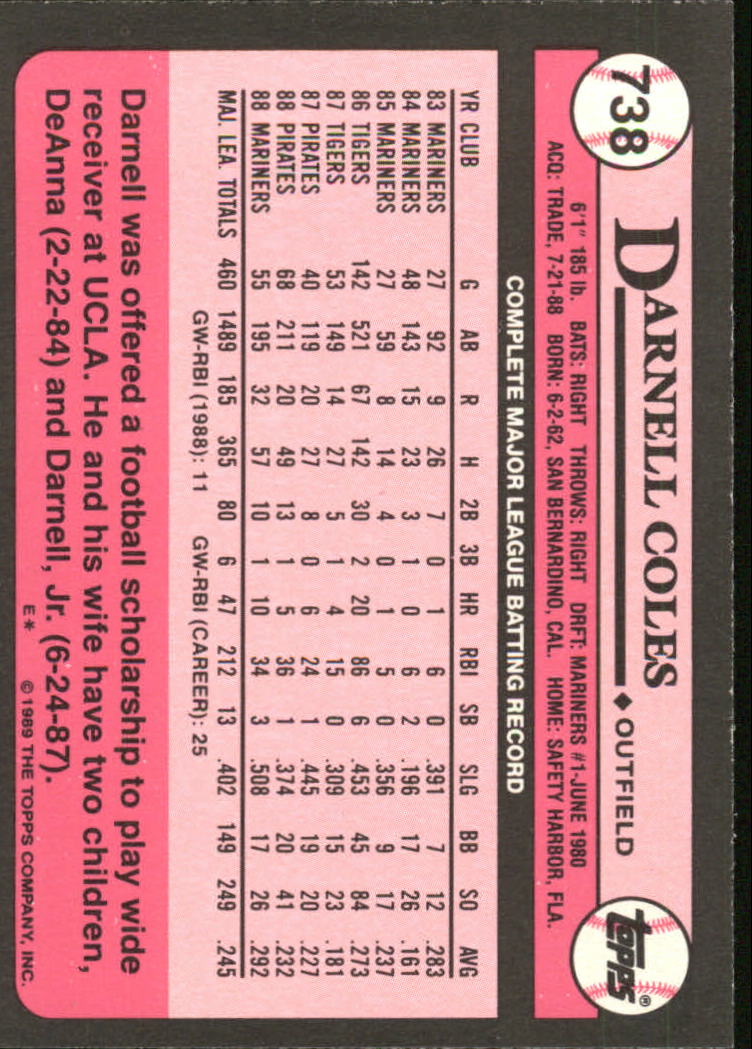 738
DARNELL COLES ♦ OUTFIELD
topps®
6'1" 185 lb. BATS: RIGHT THROWS: RIGHT DRFT: MARINERS #1-JUNE 1980
ACQ: TRADE, 7-21-88 BORN: 6-2-62, SAN BERNARDINO, CAL. HOME: SAFETY HARBOR, FLA.
COMPLETE MAJOR LEAGUE BATTING RECORD
YR CLUB G AB R H 2B 3B HR RBI SB SLG BB SO AVG
83 MARINERS 27 92 9 26 7 0 1 6 0 .391 7 12 .283
84 MARINERS 48 143 15 23 3 1 0 6 2 .196 17 26 .161
85 MARINERS 27 59 8 14 4 0 1 5 0 .356 9 17 .237
86 TIGERS 142 521 67 142 30 2 20 86 6 .453 45 84 .273
87 TIGERS 53 149 14 27 5 1 4 15 0 .309 15 23 .181
87 PIRATES 40 119 20 27 8 0 6 24 1 .445 19 20 .227
88 PIRATES 68 211 20 49 13 1 5 36 1 .374 20 41 .232
88 MARINERS 55 195 32 57 10 1 10 34 3 .508 17 26 .292
MAJ. LEA. TOTALS 460 1489 185 365 80 6 47 212 13 .402 149 249 .245
GW-RBI (1988): 11 GW-RBI (CAREER): 25
Darnell was offered a football scholarship to play wide
receiver at UCLA. He and his wife have two children,
DeAnna (2-22-84) and Darnell, Jr. (6-24-87).
E* © 1989 THE TOPPS COMPANY, INC.